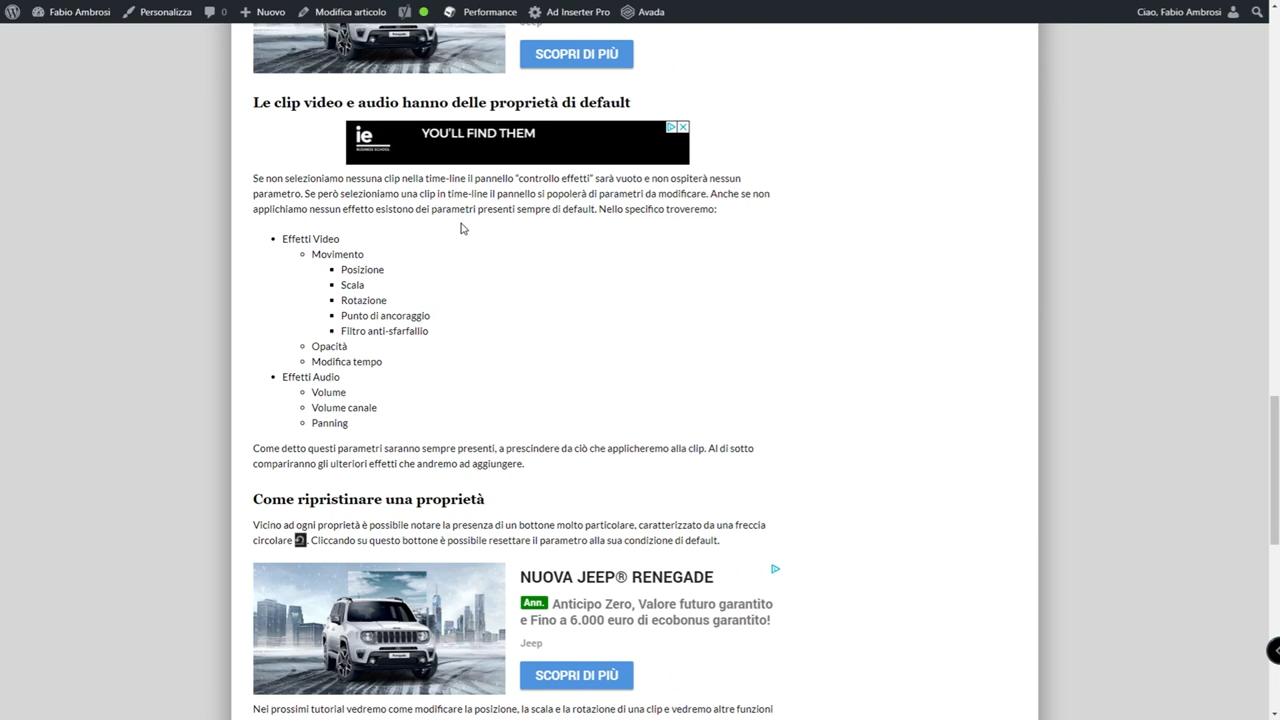 Fabio Ambrosi Personalizza 0 Nuovo Modifica articolo Performance Ad Inserter Pro Avada Ciao, Fabio Ambrosi
Jeep
SCOPRI DI PIÙ
Le clip video e audio hanno delle proprietà di default
ie
BUSINESS SCHOOL
YOU'LL FIND THEM
Se non selezioniamo nessuna clip nella time-line il pannello "controllo effetti" sarà vuoto e non ospiterà nessun
parametro. Se però selezioniamo una clip in time-line il pannello si popolerà di parametri da modificare. Anche se non
applichiamo nessun effetto esistono dei parametri presenti sempre di default. Nello specifico troveremo:
Effetti Video
Movimento
Posizione
Scala
Rotazione
Punto di ancoraggio
Filtro anti-sfarfallio
Opacità
Modifica tempo
Effetti Audio
Volume
Volume canale
Panning
Come detto questi parametri saranno sempre presenti, a prescindere da ciò che applicheremo alla clip. Al di sotto
compariranno gli ulteriori effetti che andremo ad aggiungere.
Come ripristinare una proprietà
Vicino ad ogni proprietà è possibile notare la presenza di un bottone molto particolare, caratterizzato da una freccia
circolare . Cliccando su questo bottone è possibile resettare il parametro alla sua condizione di default.
NUOVA JEEP® RENEGADE
Ann. Anticipo Zero, Valore futuro garantito
e Fino a 6.000 euro di ecobonus garantito!
Jeep
SCOPRI DI PIÙ
Nei prossimi tutorial vedremo come modificare la posizione, la scala e la rotazione di una clip e vedremo altre funzioni